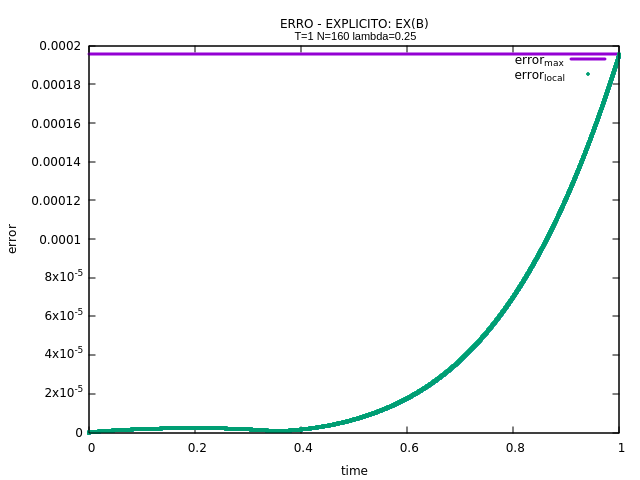 ERRO - EXPLICITO: EX(B)
T=1 N=160 lambda=0.25
error_max
error_local
0.0002
0.00018
0.00016
0.00014
0.00012
0.0001
8x10^-5
6x10^-5
4x10^-5
2x10^-5
0
error
0 0.2 0.4 0.6 0.8 1
time